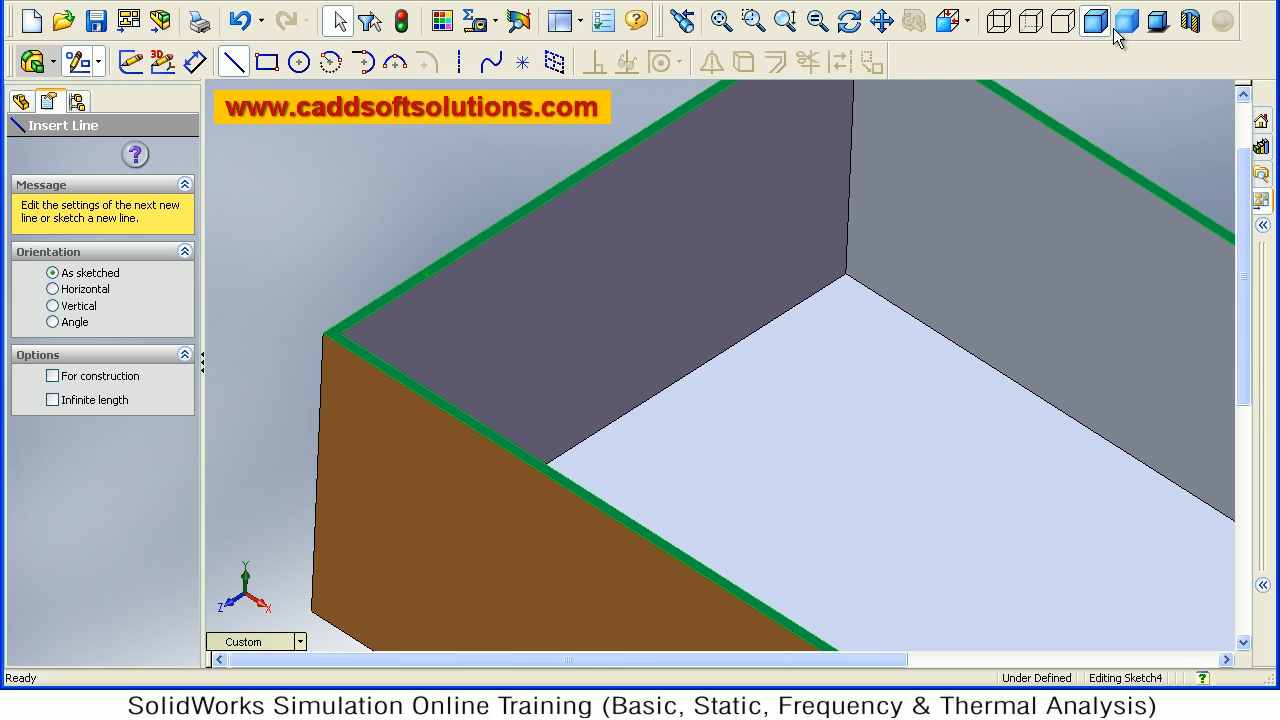 www.caddsoftsolutions.com
3D
Insert Line
?
Message
Edit the settings of the next new
line or sketch a new line.
Orientation
As sketched
Horizontal
Vertical
Angle
Options
For construction
Infinite length
Y
Z
X
Custom
Ready
Under Defined
Editing Sketch4
?
SolidWorks Simulation Online Training (Basic, Static, Frequency & Thermal Analysis)